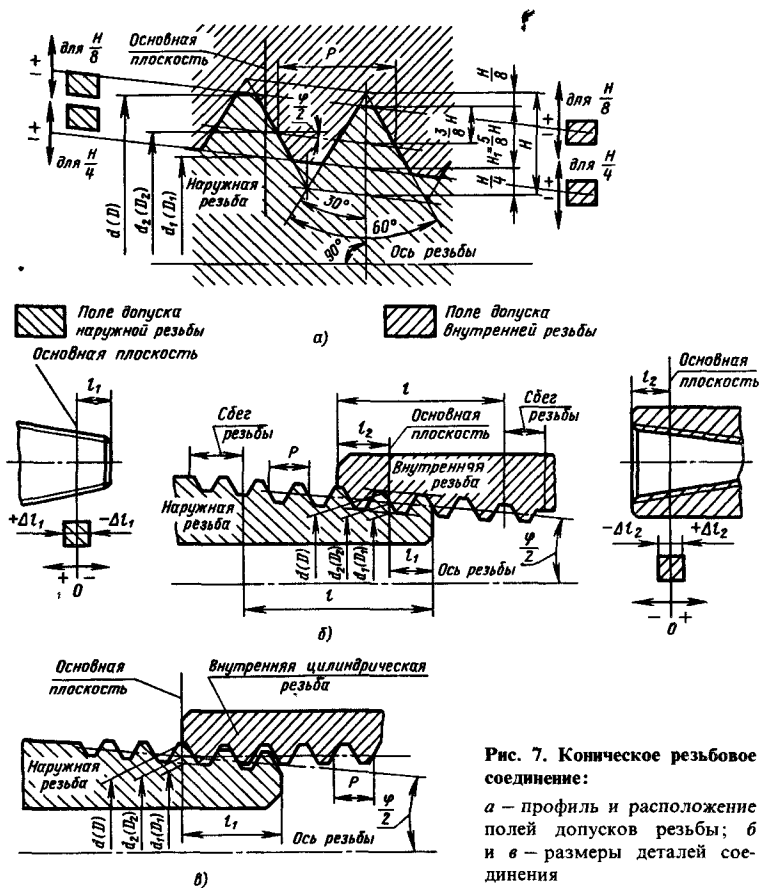 для H/8
Основная
плоскость
P
H/8
для H/8
φ/2
3/8 H
H₁=5/8 H
H
для H/4
H/4
для H/4
Наружная
резьба
d (D)
d₂ (D₂)
d₁ (D₁)
30°
60°
90°
Ось резьбы
Поле допуска
наружной резьбы
а)
Поле допуска
внутренней резьбы
Основная плоскость
l₁
+Δl₁
-Δl₁
+ -
0
Сбег
резьбы
P
l
l₂
Основная
плоскость
Сбег
резьбы
Внутренняя
резьба
Наружная
резьба
d(D)
d₂(D₂)
d₁(D₁)
l₁
Ось резьбы
φ/2
l
б)
l₂
Основная
плоскость
-Δl₂
+Δl₂
- +
0
Основная
плоскость
Внутренняя цилиндрическая
резьба
Наружная
резьба
d(D)
d₂(D₂)
d₁(D₁)
l₁
P
φ/2
Ось резьбы
в)
Рис. 7. Коническое резьбовое
соединение:
а – профиль и расположение
полей допусков резьбы; б
и в – размеры деталей сое-
динения